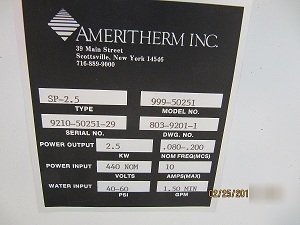 AMERITHERM INC.
39 Main Street
Scottsville, New York 14546
716-889-9000
SP-2.5 999-50251
TYPE MODEL NO.
9210-50251-29 803-9201-1
SERIAL NO. DWG. NO.
POWER OUTPUT 2.5 .080-.200
KW NOM FREQ(MCS)
POWER INPUT 440 NOM 10
VOLTS AMPS(MAX)
WATER INPUT 40-60 1.50 MIN
PSI GPM
02/25/201